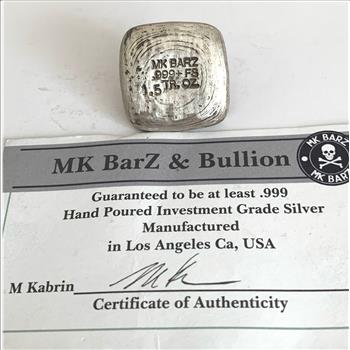 MK BARZ
.999+ FS
1.5 TR. OZ.
MK BarZ & Bullion
MK BARZ
MK BARZ
Guaranteed to be at least .999
Hand Poured Investment Grade Silver
Manufactured
in Los Angeles Ca, USA
M Kabrin
Certificate of Authenticity